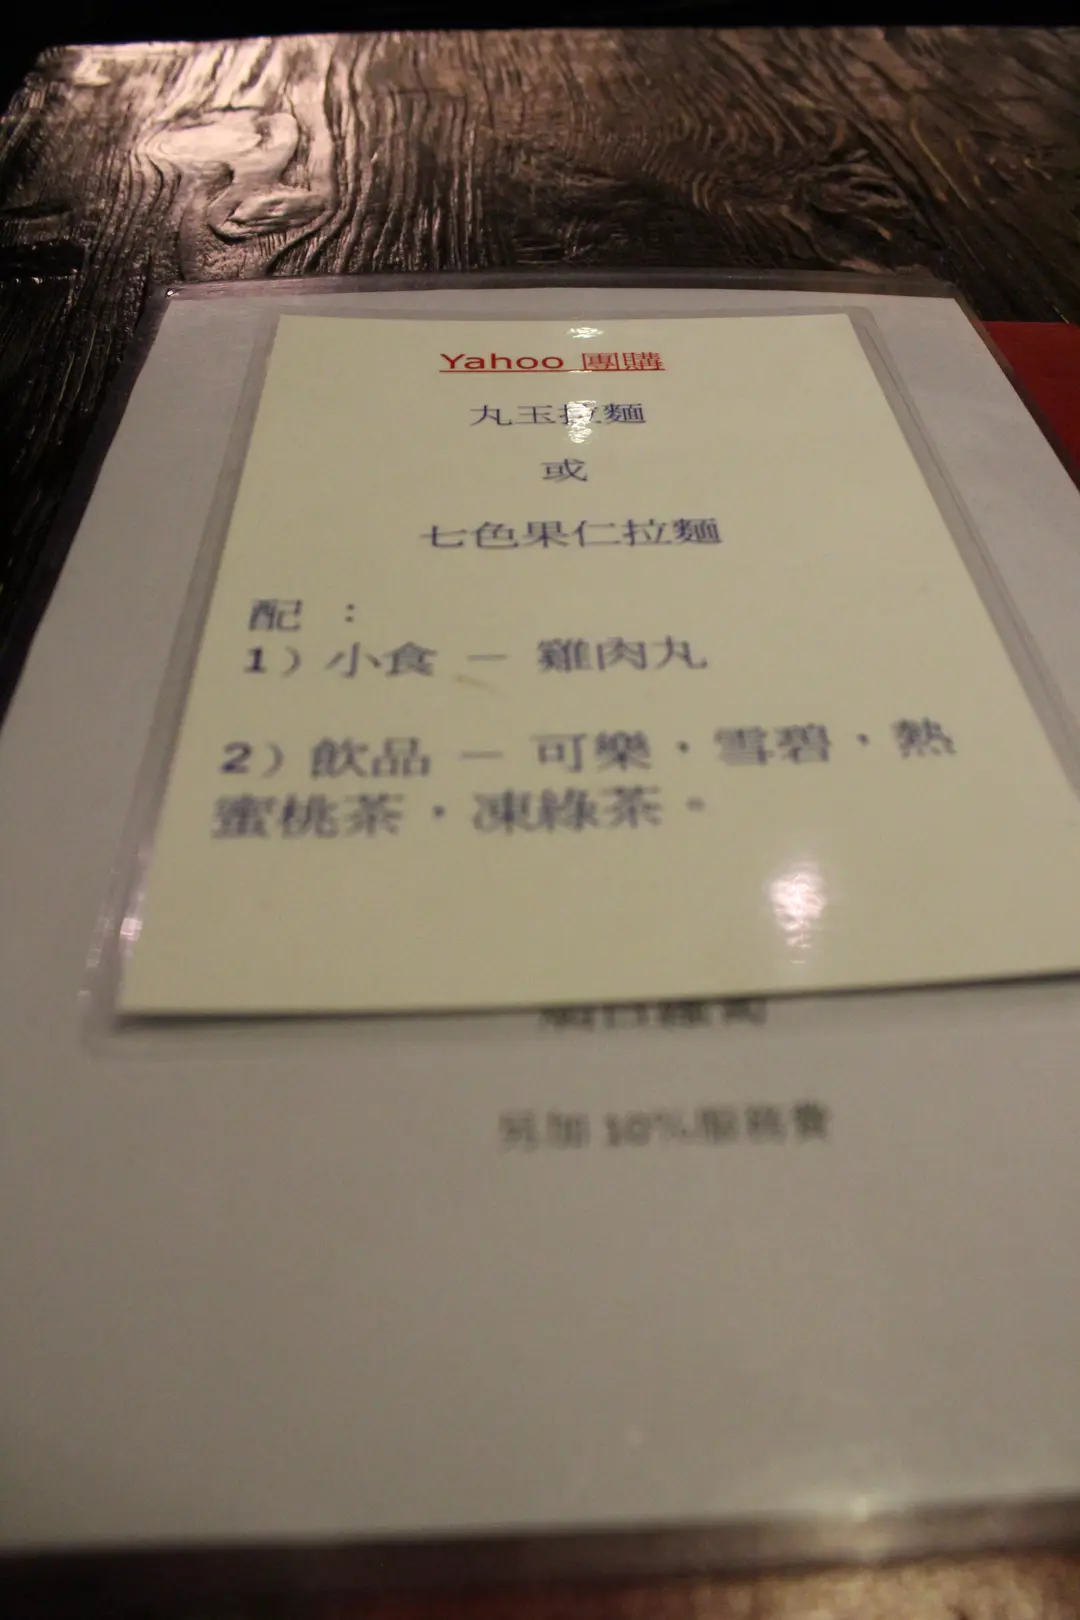 Yahoo 團購
丸玉拉麵
或
七色果仁拉麵
配 ：
1) 小食 － 雞肉丸
2) 飲品 － 可樂，雪碧，熱
蜜桃茶，凍綠茶。
另加 10%服務費